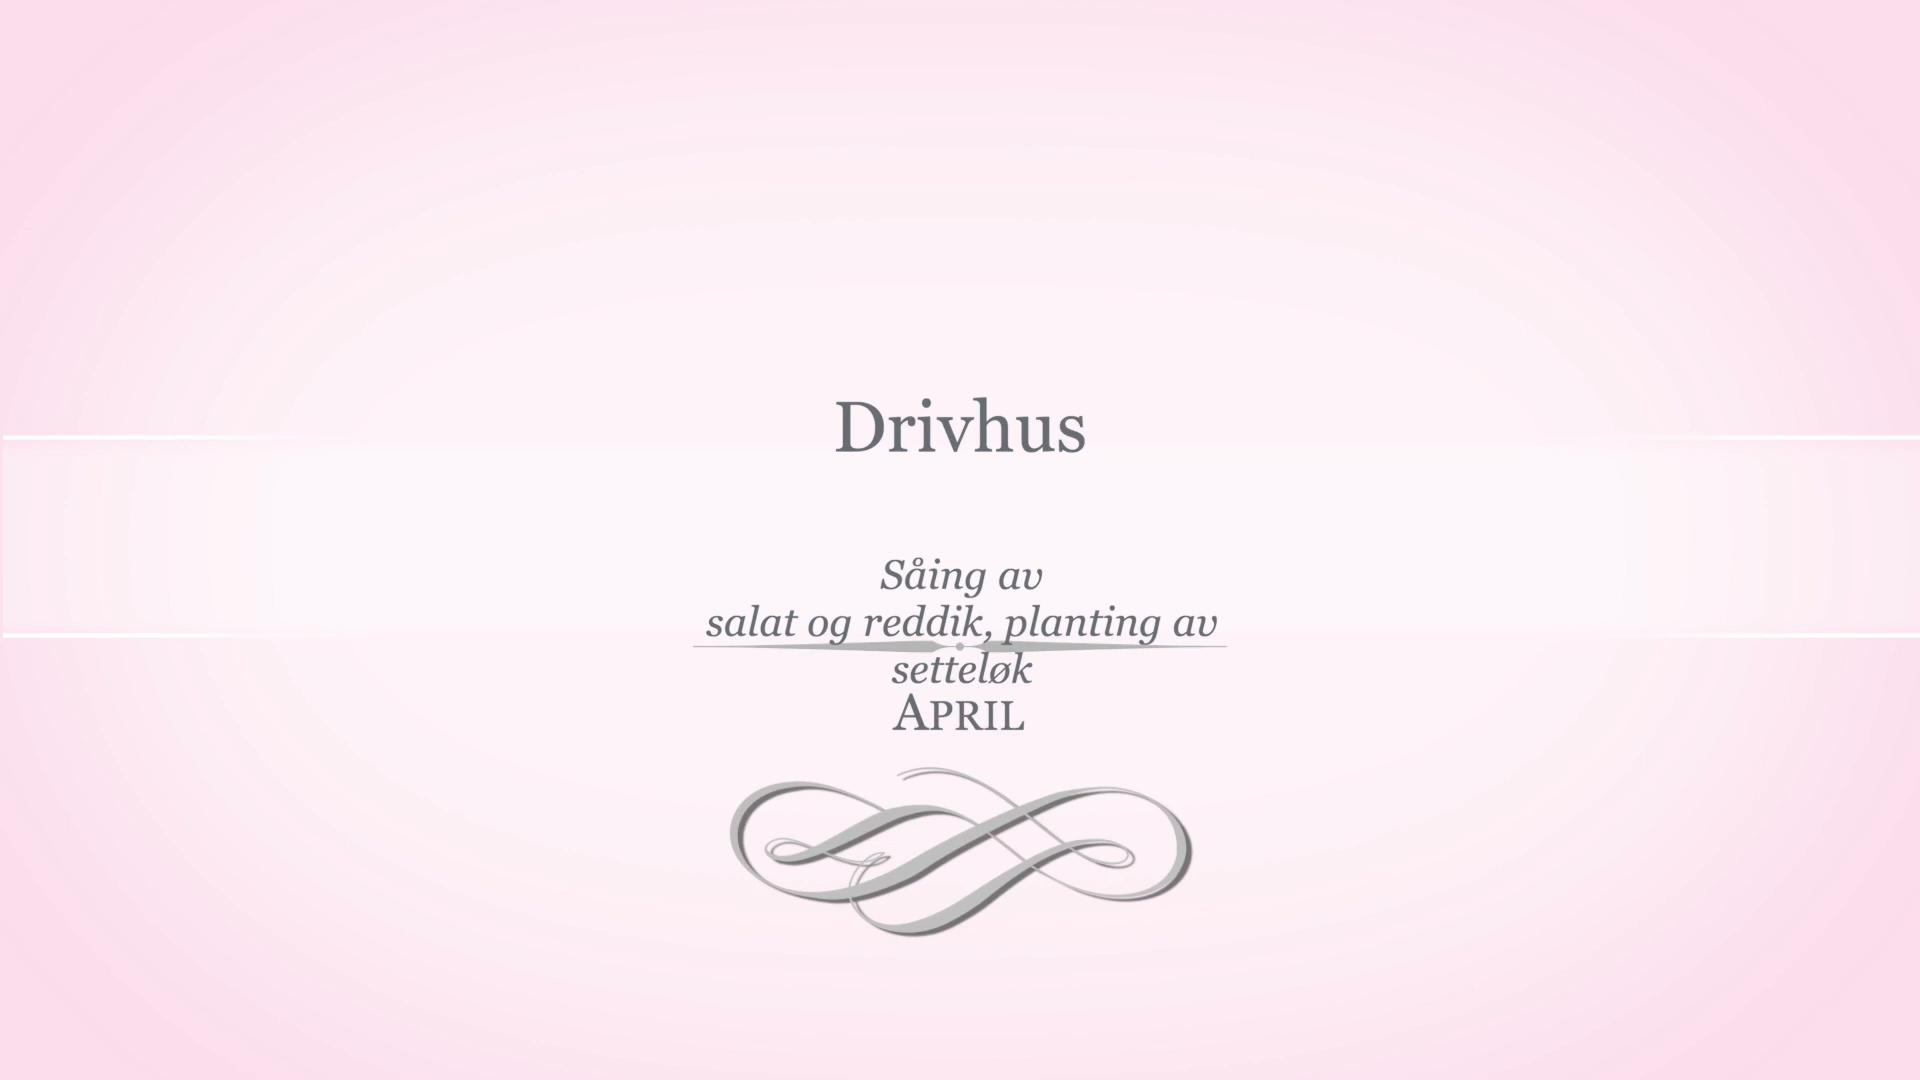 Drivhus
Såing av
salat og reddik, planting av
setteløk
APRIL